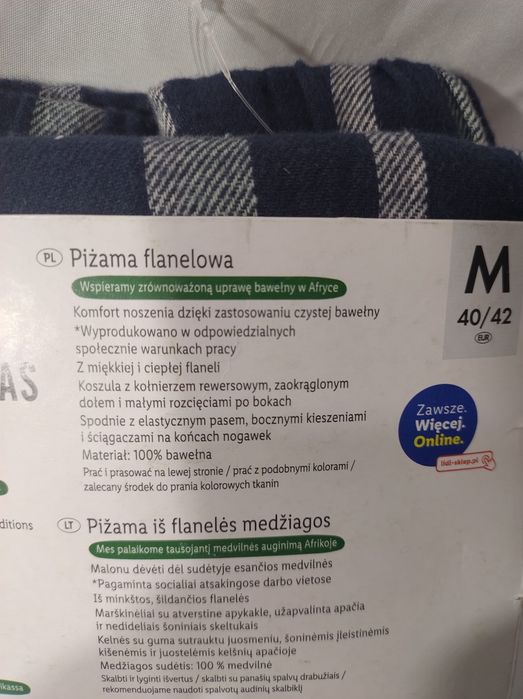 PL Piżama flanelowa
Wspieramy zrównoważoną uprawę bawełny w Afryce
Komfort noszenia dzięki zastosowaniu czystej bawełny
*Wyprodukowano w odpowiedzialnych
społecznie warunkach pracy
Z miękkiej i ciepłej flaneli
Koszula z kołnierzem rewersowym, zaokrąglonym
dołem i małymi rozcięciami po bokach
Spodnie z elastycznym pasem, bocznymi kieszeniami
i ściągaczami na końcach nogawek
Materiał: 100% bawełna
Prać i prasować na lewej stronie / prać z podobnymi kolorami /
zalecany środek do prania kolorowych tkanin
M
40/42
EUR
Zawsze.
Więcej.
Online.
lidl-sklep.pl
AS
ditions
LT Piżama iš flanelės medžiagos
Mes palaikome tausojantį medvilnės auginimą Afrikoje
Malonu dėvėti dėl sudėtyje esančios medvilnės
*Pagaminta socialiai atsakingose darbo vietose
Iš minkštos, šildančios flanelės
Marškinėliai su atverstine apykakle, užapvalinta apačia
ir nedideliais šoniniais skeltukais
Kelnės su guma sutrauktu juosmeniu, šoninėmis įleistinėmis
kišenėmis ir juostelėmis kelšnių apačioje
Medžiagos sudėtis: 100 % medvilnė
Skalbti ir lyginti išvertus / skalbti su panašių spalvų drabužiais /
rekomenduojame naudoti spalvotų audinių skalbiklį
ikassa